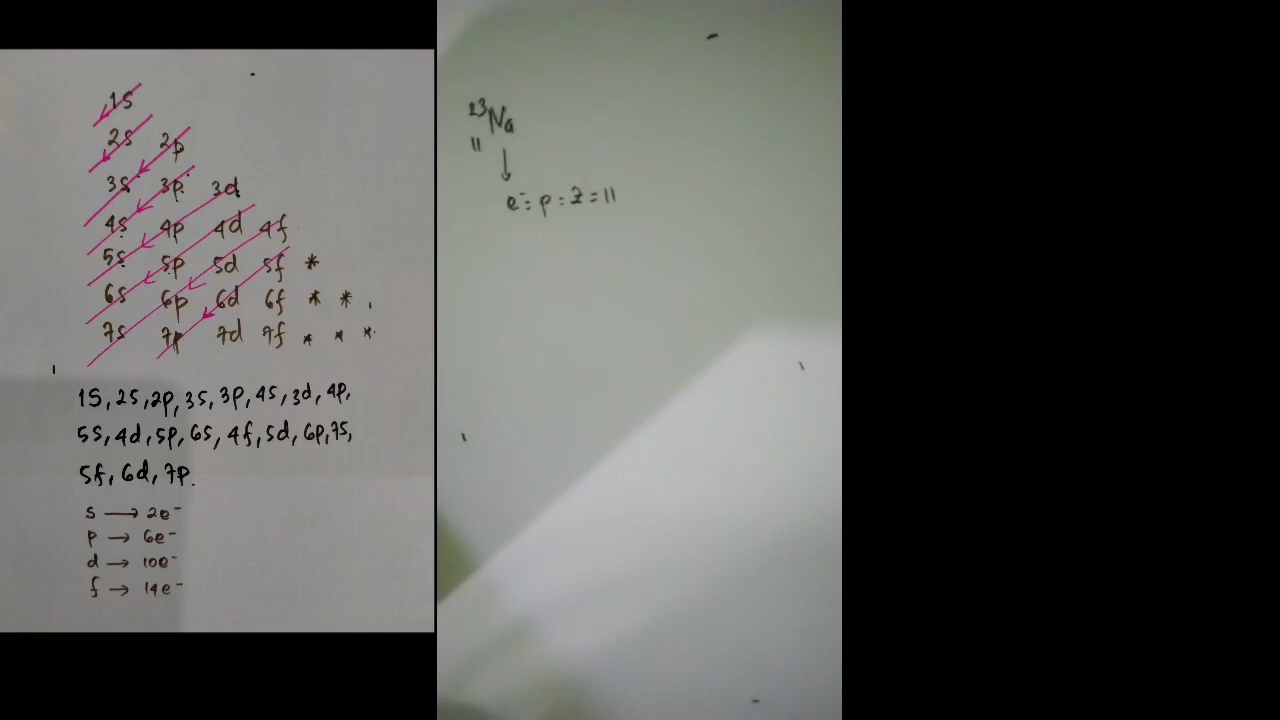 1s
2s 2p
3s 3p 3d
4s 4p 4d 4f
5s 5p 5d 5f *
6s 6p 6d 6f * *
7s 7p 7d 7f * * *
1s, 2s, 2p, 3s, 3p, 4s, 3d, 4p,
5s, 4d, 5p, 6s, 4f, 5d, 6p, 7s,
5f, 6d, 7p.
s → 2e⁻
p → 6e⁻
d → 10e⁻
f → 14e⁻
²³Na
11
↓
e⁻= p = Z = 11